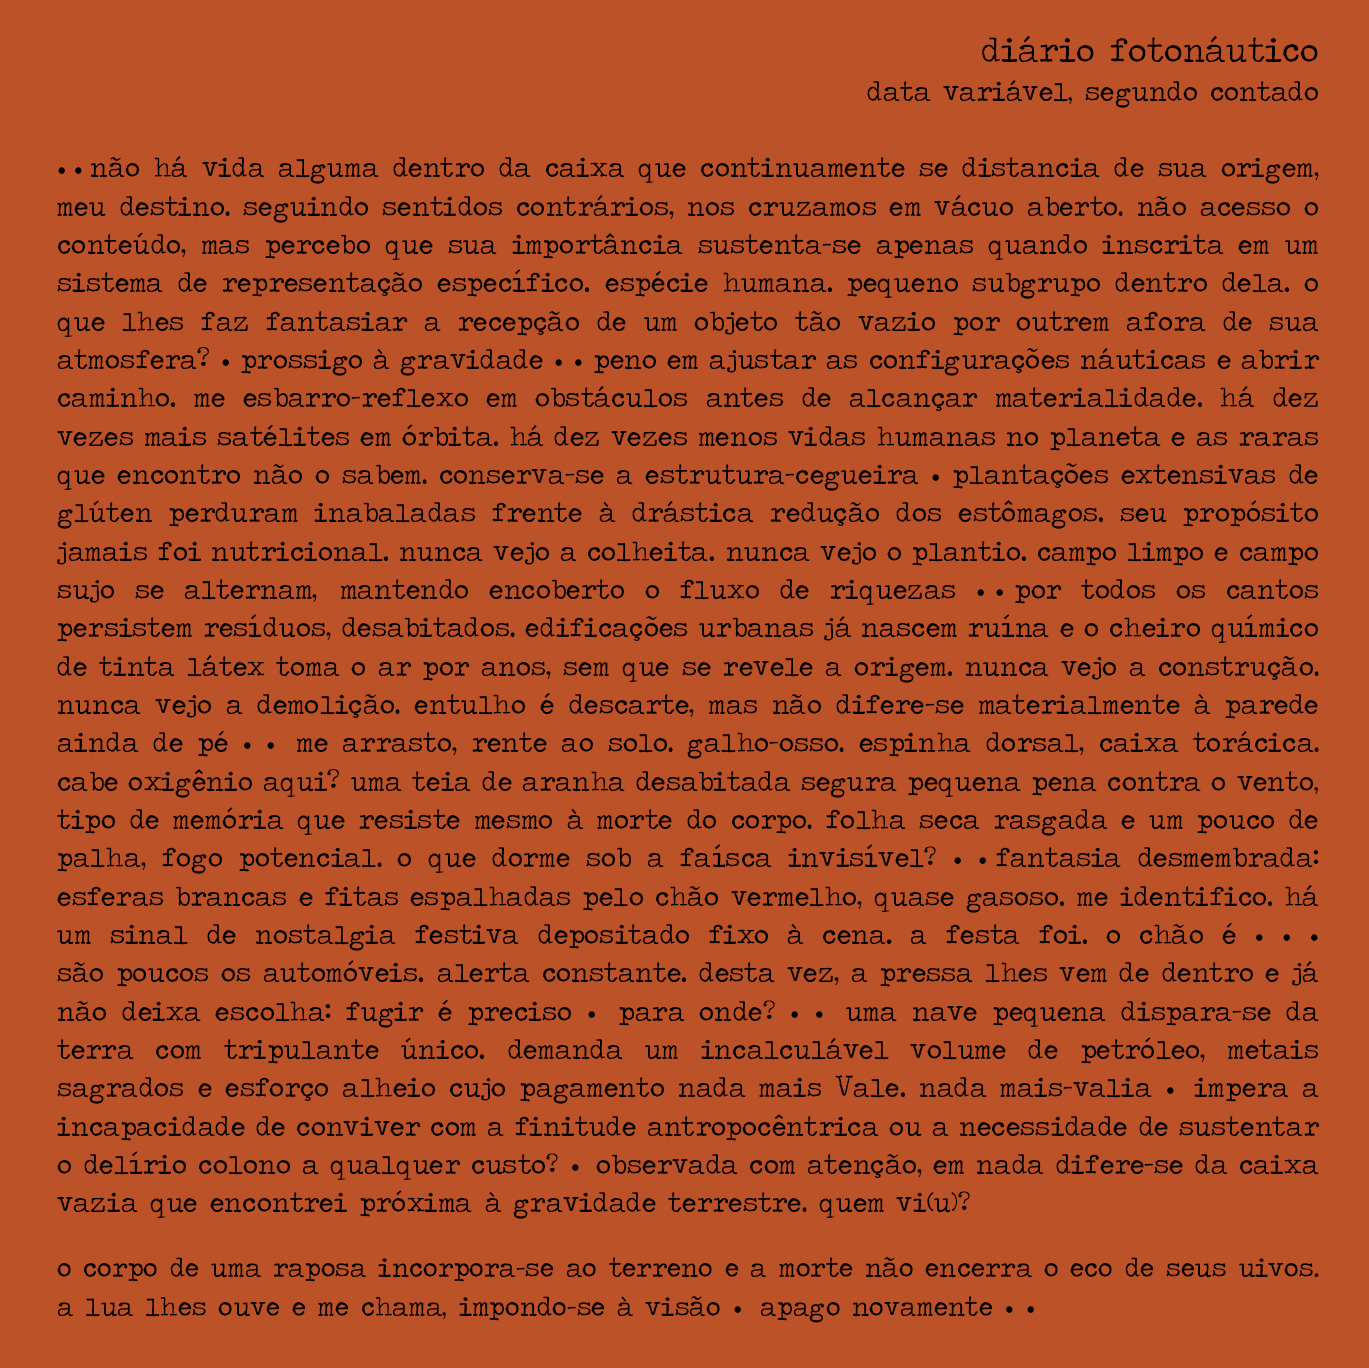 diário fotonáutico
data variável, segundo contado
• • não há vida alguma dentro da caixa que continuamente se distancia de sua origem,
meu destino. seguindo sentidos contrários, nos cruzamos em vácuo aberto. não acesso o
conteúdo, mas percebo que sua importância sustenta-se apenas quando inscrita em um
sistema de representação específico. espécie humana. pequeno subgrupo dentro dela. o
que lhes faz fantasiar a recepção de um objeto tão vazio por outrem afora de sua
atmosfera? • prossigo à gravidade • • peno em ajustar as configurações náuticas e abrir
caminho. me esbarro-reflexo em obstáculos antes de alcançar materialidade. há dez
vezes mais satélites em órbita. há dez vezes menos vidas humanas no planeta e as raras
que encontro não o sabem. conserva-se a estrutura-cegueira • plantações extensivas de
glúten perduram inabaladas frente à drástica redução dos estômagos. seu propósito
jamais foi nutricional. nunca vejo a colheita. nunca vejo o plantio. campo limpo e campo
sujo se alternam, mantendo encoberto o fluxo de riquezas • • por todos os cantos
persistem resíduos, desabitados. edificações urbanas já nascem ruína e o cheiro químico
de tinta látex toma o ar por anos, sem que se revele a origem. nunca vejo a construção.
nunca vejo a demolição. entulho é descarte, mas não difere-se materialmente à parede
ainda de pé • • me arrasto, rente ao solo. galho-osso. espinha dorsal, caixa torácica.
cabe oxigênio aqui? uma teia de aranha desabitada segura pequena pena contra o vento,
tipo de memória que resiste mesmo à morte do corpo. folha seca rasgada e um pouco de
palha, fogo potencial. o que dorme sob a faísca invisível? • • fantasia desmembrada:
esferas brancas e fitas espalhadas pelo chão vermelho, quase gasoso. me identifico. há
um sinal de nostalgia festiva depositado fixo à cena. a festa foi. o chão é • • •
são poucos os automóveis. alerta constante. desta vez, a pressa lhes vem de dentro e já
não deixa escolha: fugir é preciso • para onde? • • uma nave pequena dispara-se da
terra com tripulante único. demanda um incalculável volume de petróleo, metais
sagrados e esforço alheio cujo pagamento nada mais Vale. nada mais-valia • impera a
incapacidade de conviver com a finitude antropocêntrica ou a necessidade de sustentar
o delírio colono a qualquer custo? • observada com atenção, em nada difere-se da caixa
vazia que encontrei próxima à gravidade terrestre. quem vi(u)?
o corpo de uma raposa incorpora-se ao terreno e a morte não encerra o eco de seus uivos.
a lua lhes ouve e me chama, impondo-se à visão • apago novamente • •